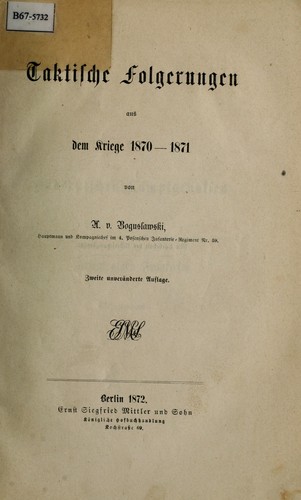 B67-5732
Taktische Folgerungen
aus
dem Kriege 1870—1871
von
A. v. Boguslawski,
Hauptmann und Kompagniechef im 4. Posenschen Infanterie-Regiment Nr. 59.
Zweite unveränderte Auflage.
Berlin 1872,
Ernst Siegfried Mittler und Sohn
Königliche Hofbuchhandlung
Kochstraße 69.